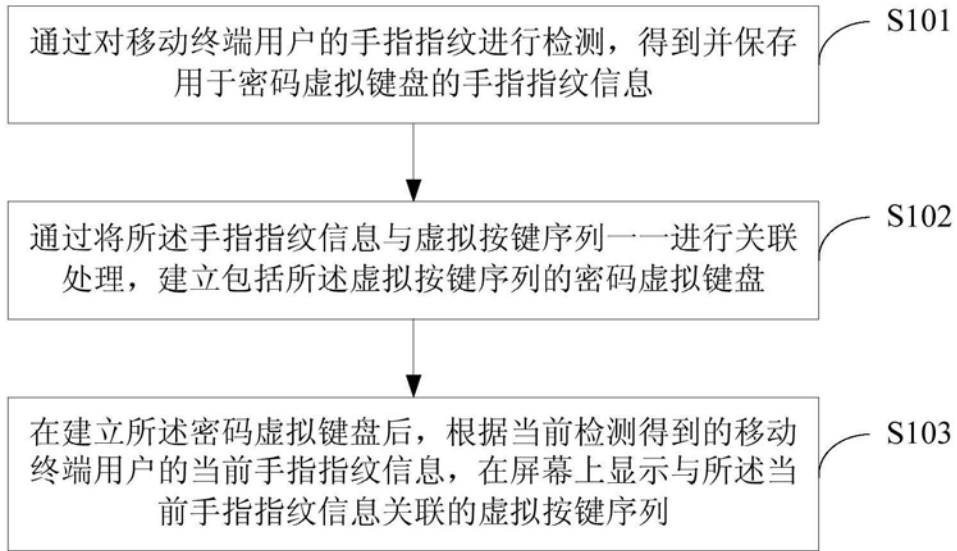 通过对移动终端用户的手指指纹进行检测，得到并保存
用于密码虚拟键盘的手指指纹信息
S101
通过将所述手指指纹信息与虚拟按键序列一一进行关联
处理，建立包括所述虚拟按键序列的密码虚拟键盘
S102
在建立所述密码虚拟键盘后，根据当前检测得到的移动
终端用户的当前手指指纹信息，在屏幕上显示与所述当
前手指指纹信息关联的虚拟按键序列
S103